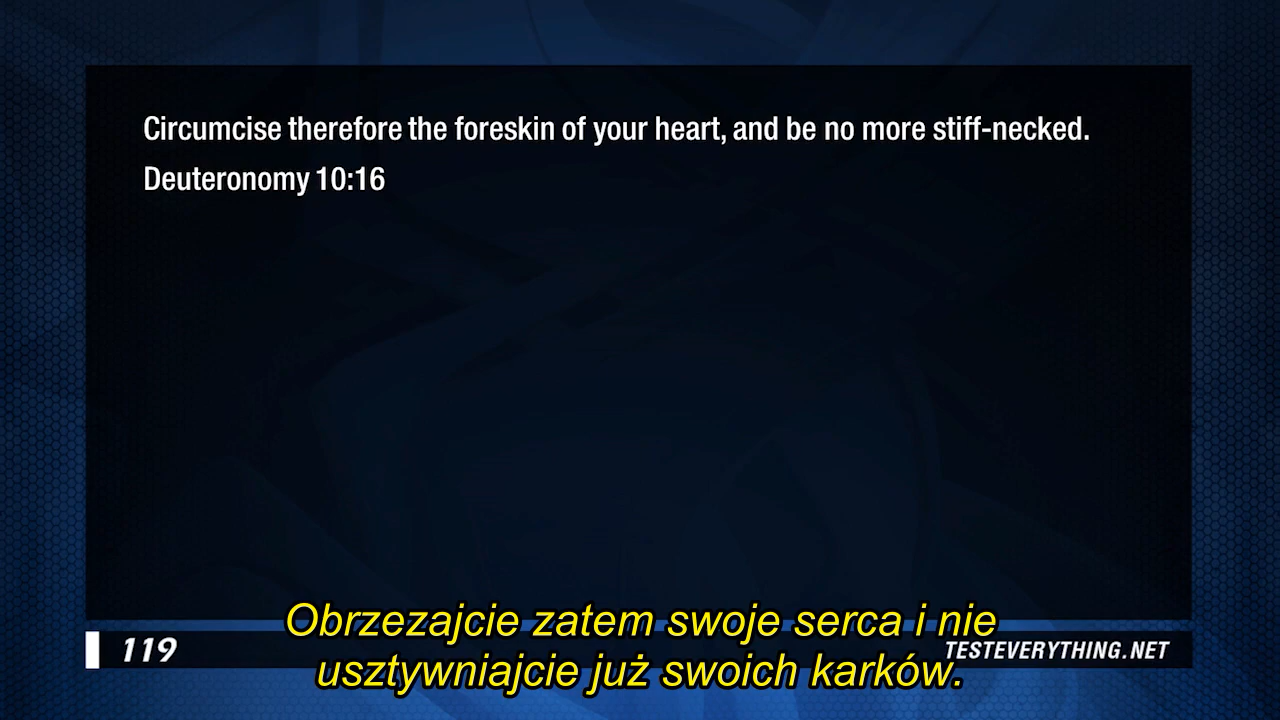 Circumcise therefore the foreskin of your heart, and be no more stiff-necked.
Deuteronomy 10:16
Obrzezajcie zatem swoje serca i nie
usztywniajcie już swoich karków.
119
TESTEVERYTHING.NET